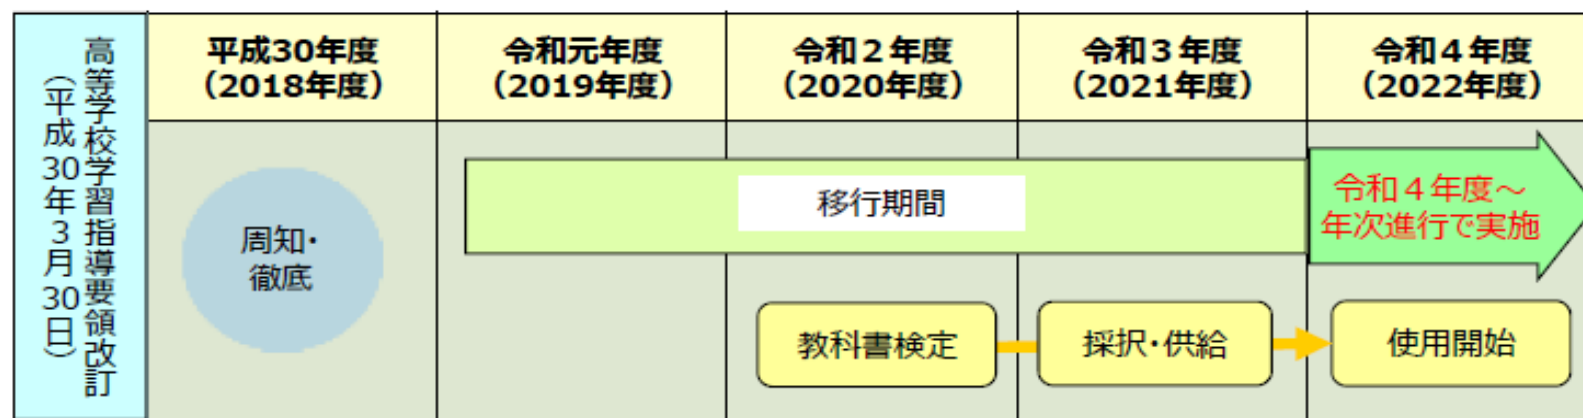 高等学校学習指導要領改訂
（平成30年３月30日）
平成30年度
（2018年度）
令和元年度
（2019年度）
令和２年度
（2020年度）
令和３年度
（2021年度）
令和４年度
（2022年度）
周知・
徹底
移行期間
令和４年度～
年次進行で実施
教科書検定
採択・供給
使用開始